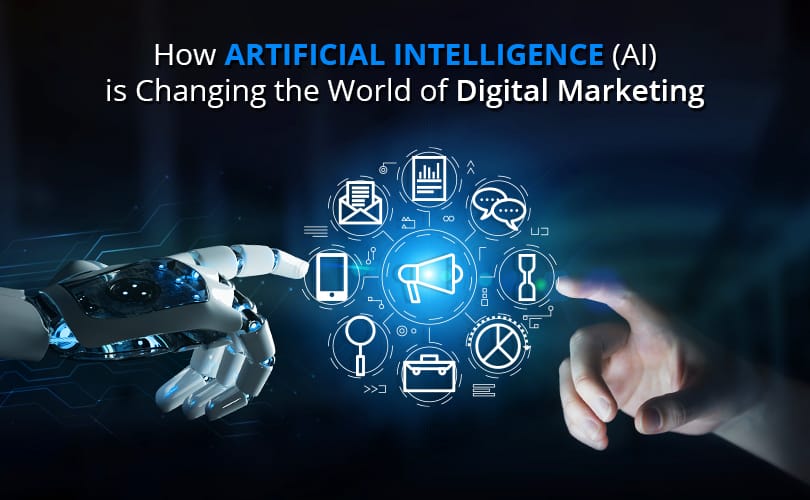 How ARTIFICIAL INTELLIGENCE (AI)
is Changing the World of Digital Marketing